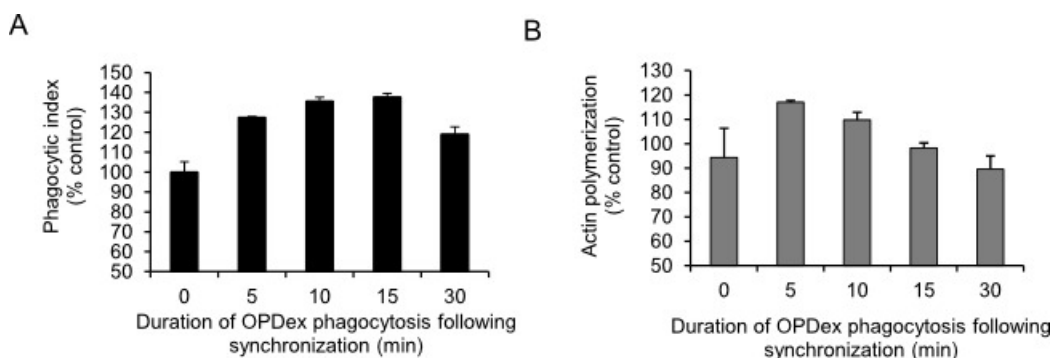 A
Phagocytic index
(% control)
150
140
130
120
110
100
90
80
70
60
50
0 5 10 15 30
Duration of OPDex phagocytosis following
synchronization (min)
B
Actin polymerization
(% control)
130
120
110
100
90
80
70
60
50
0 5 10 15 30
Duration of OPDex phagocytosis following
synchronization (min)